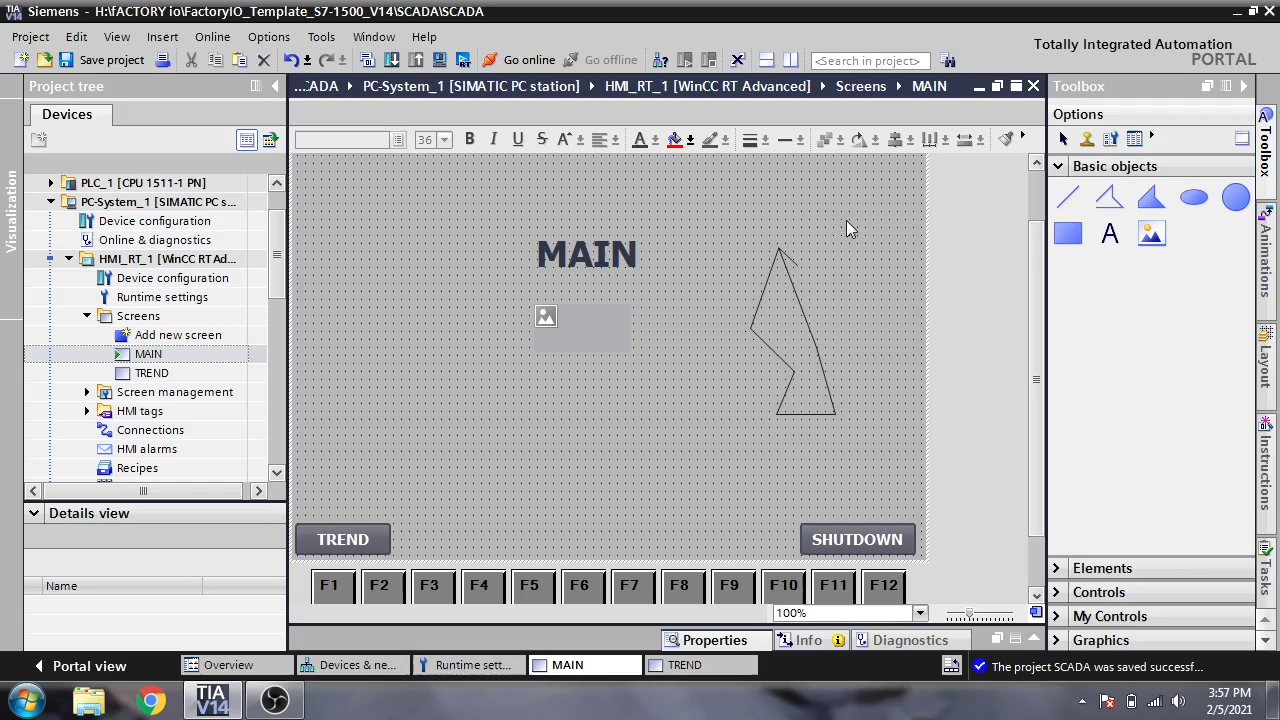 TIA V14 Siemens - H:\fACTORY io\FactoryIO_Template_S7-1500_V14\SCADA\SCADA
Project Edit View Insert Online Options Tools Window Help
Totally Integrated Automation
PORTAL
Save project Go online Go offline <Search in project>
Project tree
...ADA PC-System_1 [SIMATIC PC station] HMI_RT_1 [WinCC RT Advanced] Screens MAIN
Toolbox
Devices
Options
36 B I U S A A
Visualization
Basic objects
PLC_1 [CPU 1511-1 PN]
PC-System_1 [SIMATIC PC s...
Device configuration
Online & diagnostics
HMI_RT_1 [WinCC RT Ad...
Device configuration
Runtime settings
Screens
Add new screen
MAIN
TREND
Screen management
HMI tags
Connections
HMI alarms
Recipes
A
MAIN
TREND
SHUTDOWN
F1 F2 F3 F4 F5 F6 F7 F8 F9 F10 F11 F12
100%
Toolbox
Animations
Layout
Instructions
Tasks
Elements
Controls
My Controls
Graphics
Details view
Name
Properties Info Diagnostics
Portal view Overview Devices & ne... Runtime sett... MAIN TREND The project SCADA was saved successf...
TIA V14
3:57 PM
2/5/2021